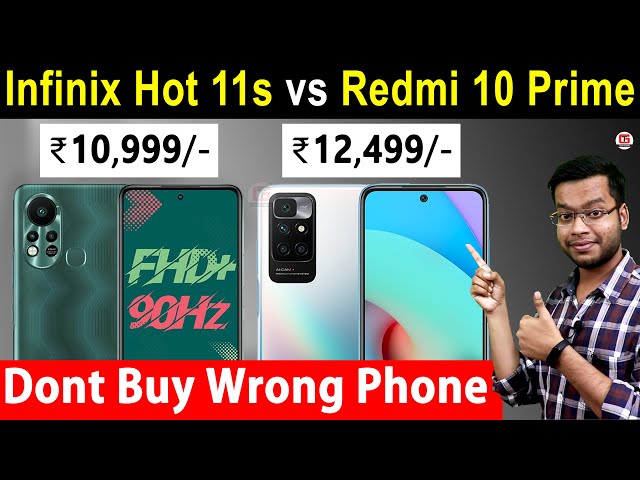 Infinix Hot 11s vs Redmi 10 Prime
₹10,999/-
₹12,499/-
FHD+
90Hz
Dont Buy Wrong Phone